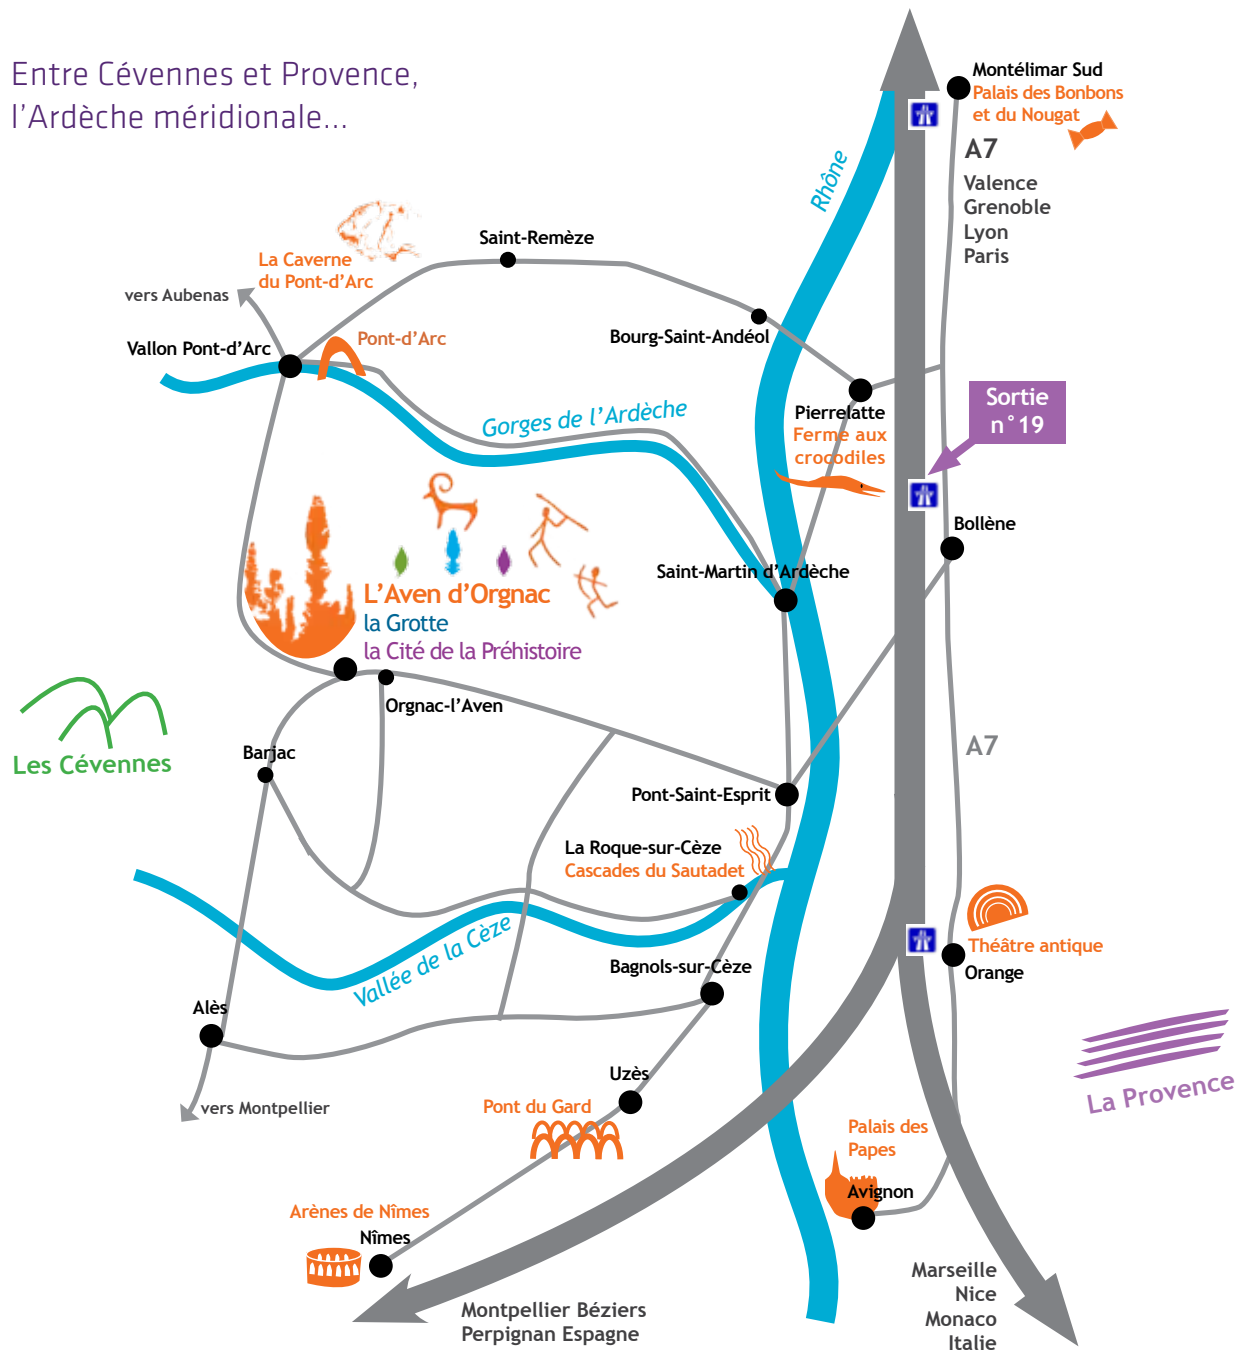 Entre Cévennes et Provence,
l'Ardèche méridionale...
Montélimar Sud
Palais des Bonbons
et du Nougat
A7
Valence
Grenoble
Lyon
Paris
Rhône
Saint-Remèze
La Caverne
du Pont-d'Arc
vers Aubenas
Vallon Pont-d'Arc
Pont-d'Arc
Bourg-Saint-Andéol
Gorges de l'Ardèche
Pierrelatte
Ferme aux
crocodiles
Sortie
n°19
Bollène
Saint-Martin d'Ardèche
L'Aven d'Orgnac
la Grotte
la Cité de la Préhistoire
Orgnac-l'Aven
Les Cévennes
Barjac
A7
Pont-Saint-Esprit
La Roque-sur-Cèze
Cascades du Sautadet
Vallée de la Cèze
Bagnols-sur-Cèze
Théâtre antique
Orange
Alès
vers Montpellier
Uzès
Pont du Gard
La Provence
Palais des
Papes
Avignon
Arènes de Nîmes
Nîmes
Montpellier Béziers
Perpignan Espagne
Marseille
Nice
Monaco
Italie